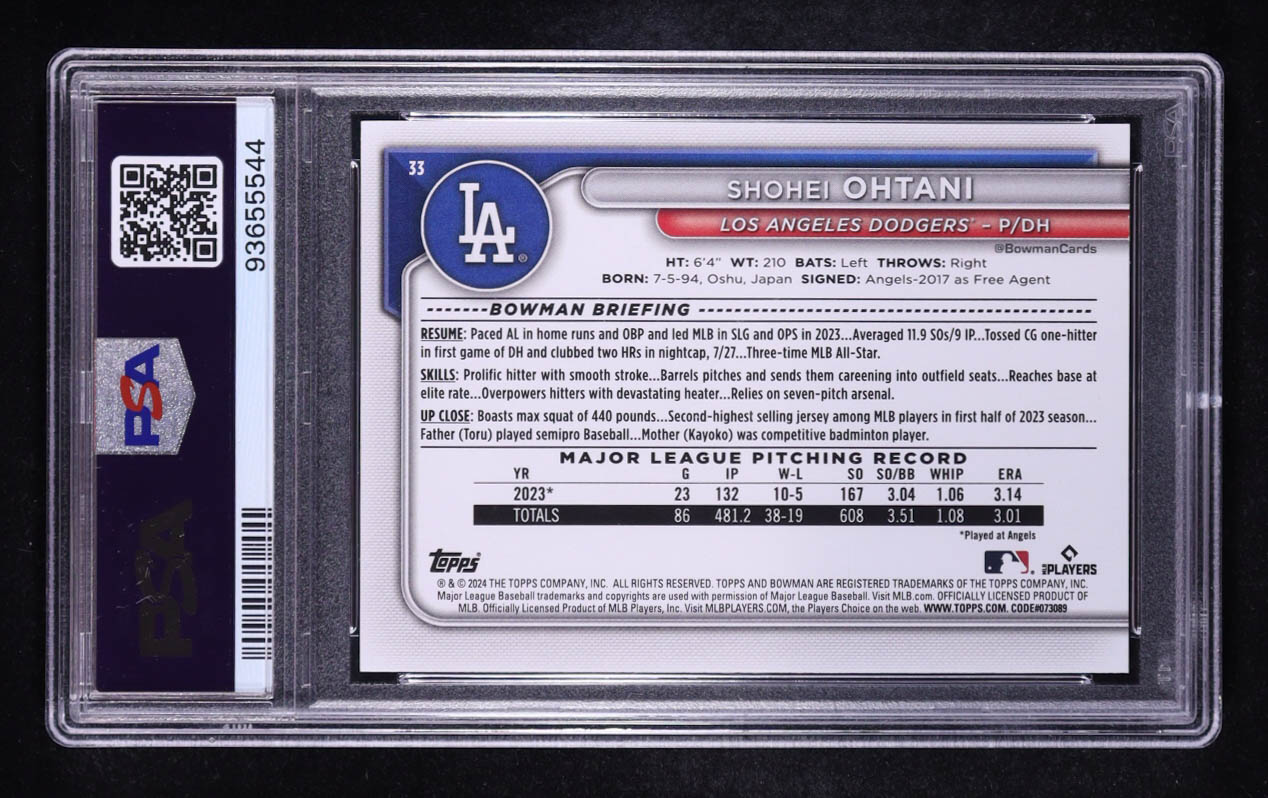 93655544
PSA
PSA
33
LA
SHOHEI OHTANI
LOS ANGELES DODGERS™ – P/DH
@BowmanCards
HT: 6'4" WT: 210 BATS: Left THROWS: Right
BORN: 7-5-94, Oshu, Japan SIGNED: Angels-2017 as Free Agent
BOWMAN BRIEFING
RESUME: Paced AL in home runs and OBP and led MLB in SLG and OPS in 2023...Averaged 11.9 SOs/9 IP...Tossed CG one-hitter
in first game of DH and clubbed two HRs in nightcap, 7/27...Three-time MLB All-Star.
SKILLS: Prolific hitter with smooth stroke...Barrels pitches and sends them careening into outfield seats...Reaches base at
elite rate...Overpowers hitters with devastating heater...Relies on seven-pitch arsenal.
UP CLOSE: Boasts max squat of 440 pounds...Second-highest selling jersey among MLB players in first half of 2023 season...
Father (Toru) played semipro Baseball...Mother (Kayoko) was competitive badminton player.
MAJOR LEAGUE PITCHING RECORD
YR G IP W-L SO SO/BB WHIP ERA
2023* 23 132 10-5 167 3.04 1.06 3.14
TOTALS 86 481.2 38-19 608 3.51 1.08 3.01
*Played at Angels
Topps®
MLB PLAYERS
® & © 2024 THE TOPPS COMPANY, INC. ALL RIGHTS RESERVED. TOPPS AND BOWMAN ARE REGISTERED TRADEMARKS OF THE TOPPS COMPANY, INC.
Major League Baseball trademarks and copyrights are used with permission of Major League Baseball. Visit MLB.com. OFFICIALLY LICENSED PRODUCT OF
MLB. Officially Licensed Product of MLB Players, Inc. Visit MLBPLAYERS.COM, the Players Choice on the web. WWW.TOPPS.COM. CODE#073089